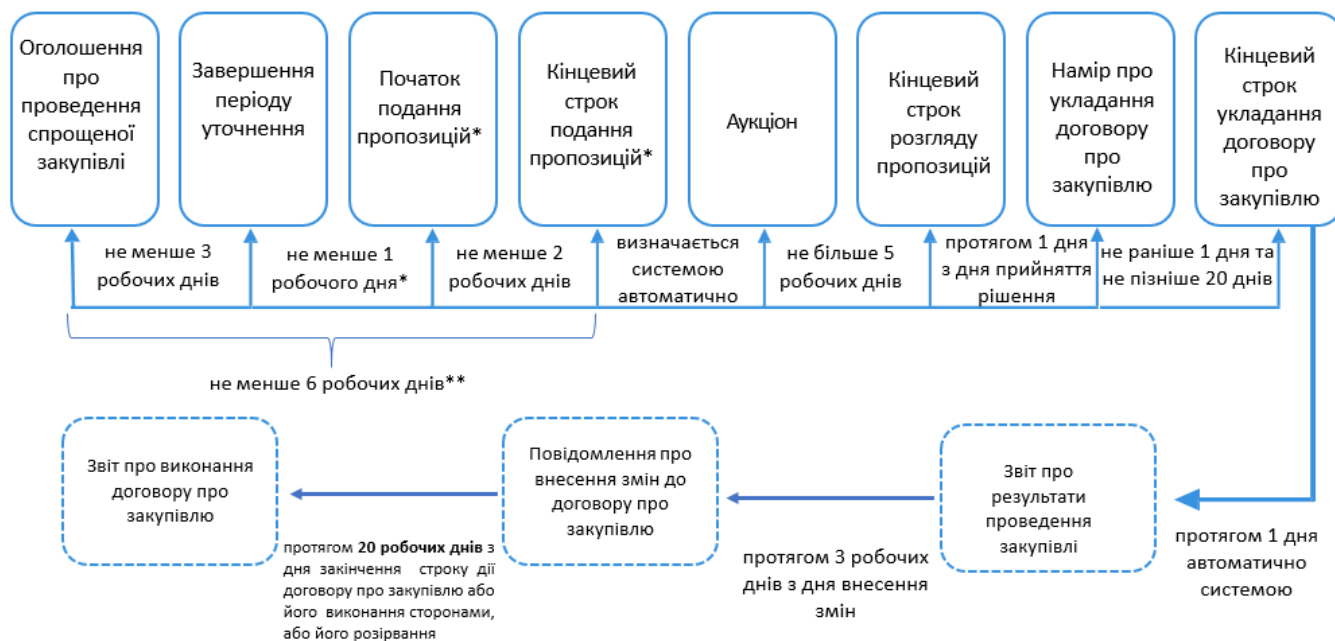 Оголошення
про
проведення
спрощеної
закупівлі
Завершення
періоду
уточнення
Початок
подання
пропозицій*
Кінцевий
строк
подання
пропозицій*
Аукціон
Кінцевий
строк
розгляду
пропозицій
Намір про
укладання
договору
про
закупівлю
Кінцевий
строк
укладання
договору
про
закупівлю
не менше 3
робочих днів
не менше 1
робочого дня*
не менше 2
робочих днів
визначається
системою
автоматично
не більше 5
робочих днів
протягом 1 дня
з дня прийняття
рішення
не раніше 1 дня та
не пізніше 20 днів
не менше 6 робочих днів**
Звіт про виконання
договору про
закупівлю
Повідомлення про
внесення змін до
договору про
закупівлю
Звіт про
результати
проведення
закупівлі
протягом 20 робочих днів з
дня закінчення строку дії
договору про закупівлю або
його виконання сторонами,
або його розірвання
протягом 3 робочих
днів з дня внесення
змін
протягом 1 дня
автоматично
системою